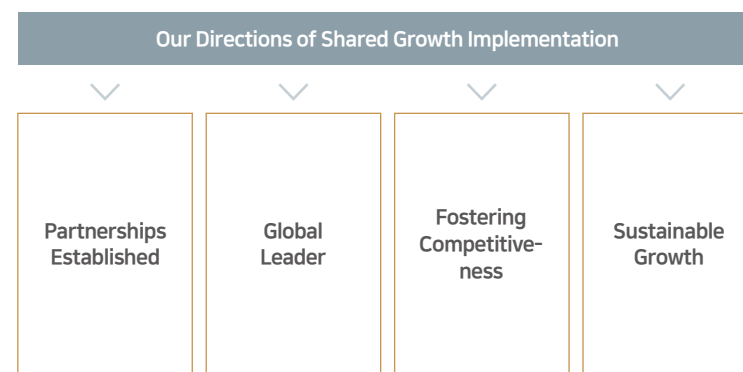 Our Directions of Shared Growth Implementation
Partnerships
Established
Global
Leader
Fostering
Competitive-
ness
Sustainable
Growth